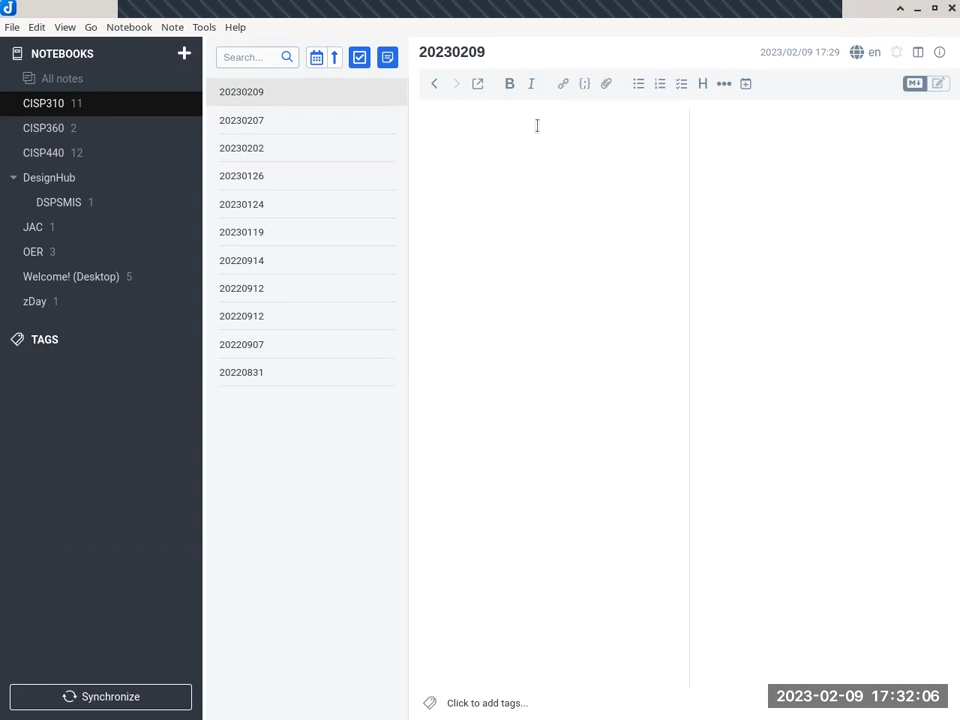 File Edit View Go Notebook Note Tools Help
NOTEBOOKS
All notes
CISP310 11
CISP360 2
CISP440 12
DesignHub
DSPSMIS 1
JAC 1
OER 3
Welcome! (Desktop) 5
zDay 1
TAGS
Synchronize
Search...
20230209
20230207
20230202
20230126
20230124
20230119
20220914
20220912
20220912
20220907
20220831
20230209
2023/02/09 17:29 en
B I H M
Click to add tags...
2023-02-09 17:32:06